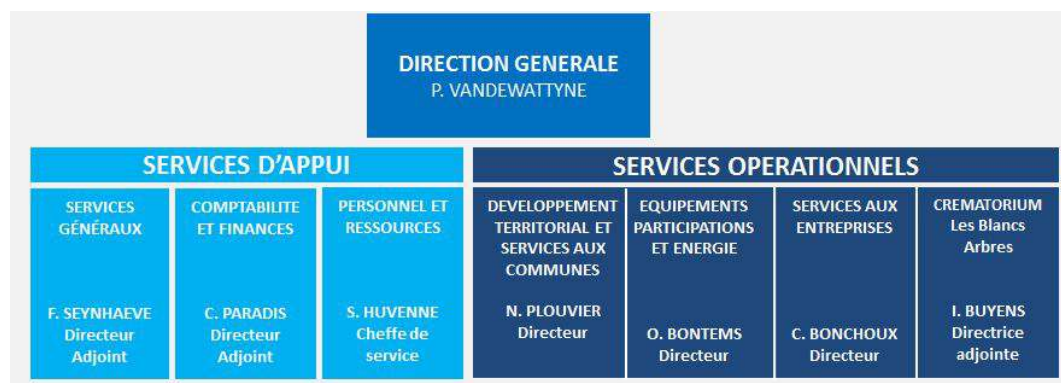 DIRECTION GENERALE
P. VANDEWATTYNE
SERVICES D'APPUI
SERVICES OPERATIONNELS
SERVICES
GÉNÉRAUX
F. SEYNHAEVE
Directeur
Adjoint
COMPTABILITE
ET FINANCES
C. PARADIS
Directeur
Adjoint
PERSONNEL ET
RESSOURCES
S. HUVENNE
Cheffe de
service
DEVELOPPEMENT
TERRITORIAL ET
SERVICES AUX
COMMUNES
N. PLOUVIER
Directeur
EQUIPEMENTS
PARTICIPATIONS
ET ENERGIE
O. BONTEMS
Directeur
SERVICES AUX
ENTREPRISES
C. BONCHOUX
Directeur
CREMATORIUM
Les Blancs
Arbres
I. BUYENS
Directrice
adjointe